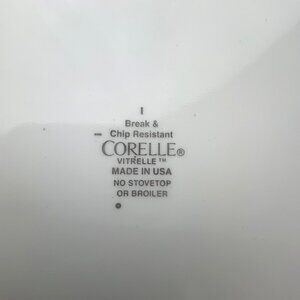 Break &
Chip Resistant
CORELLE®
VITRELLE™
MADE IN USA
NO STOVETOP
OR BROILER